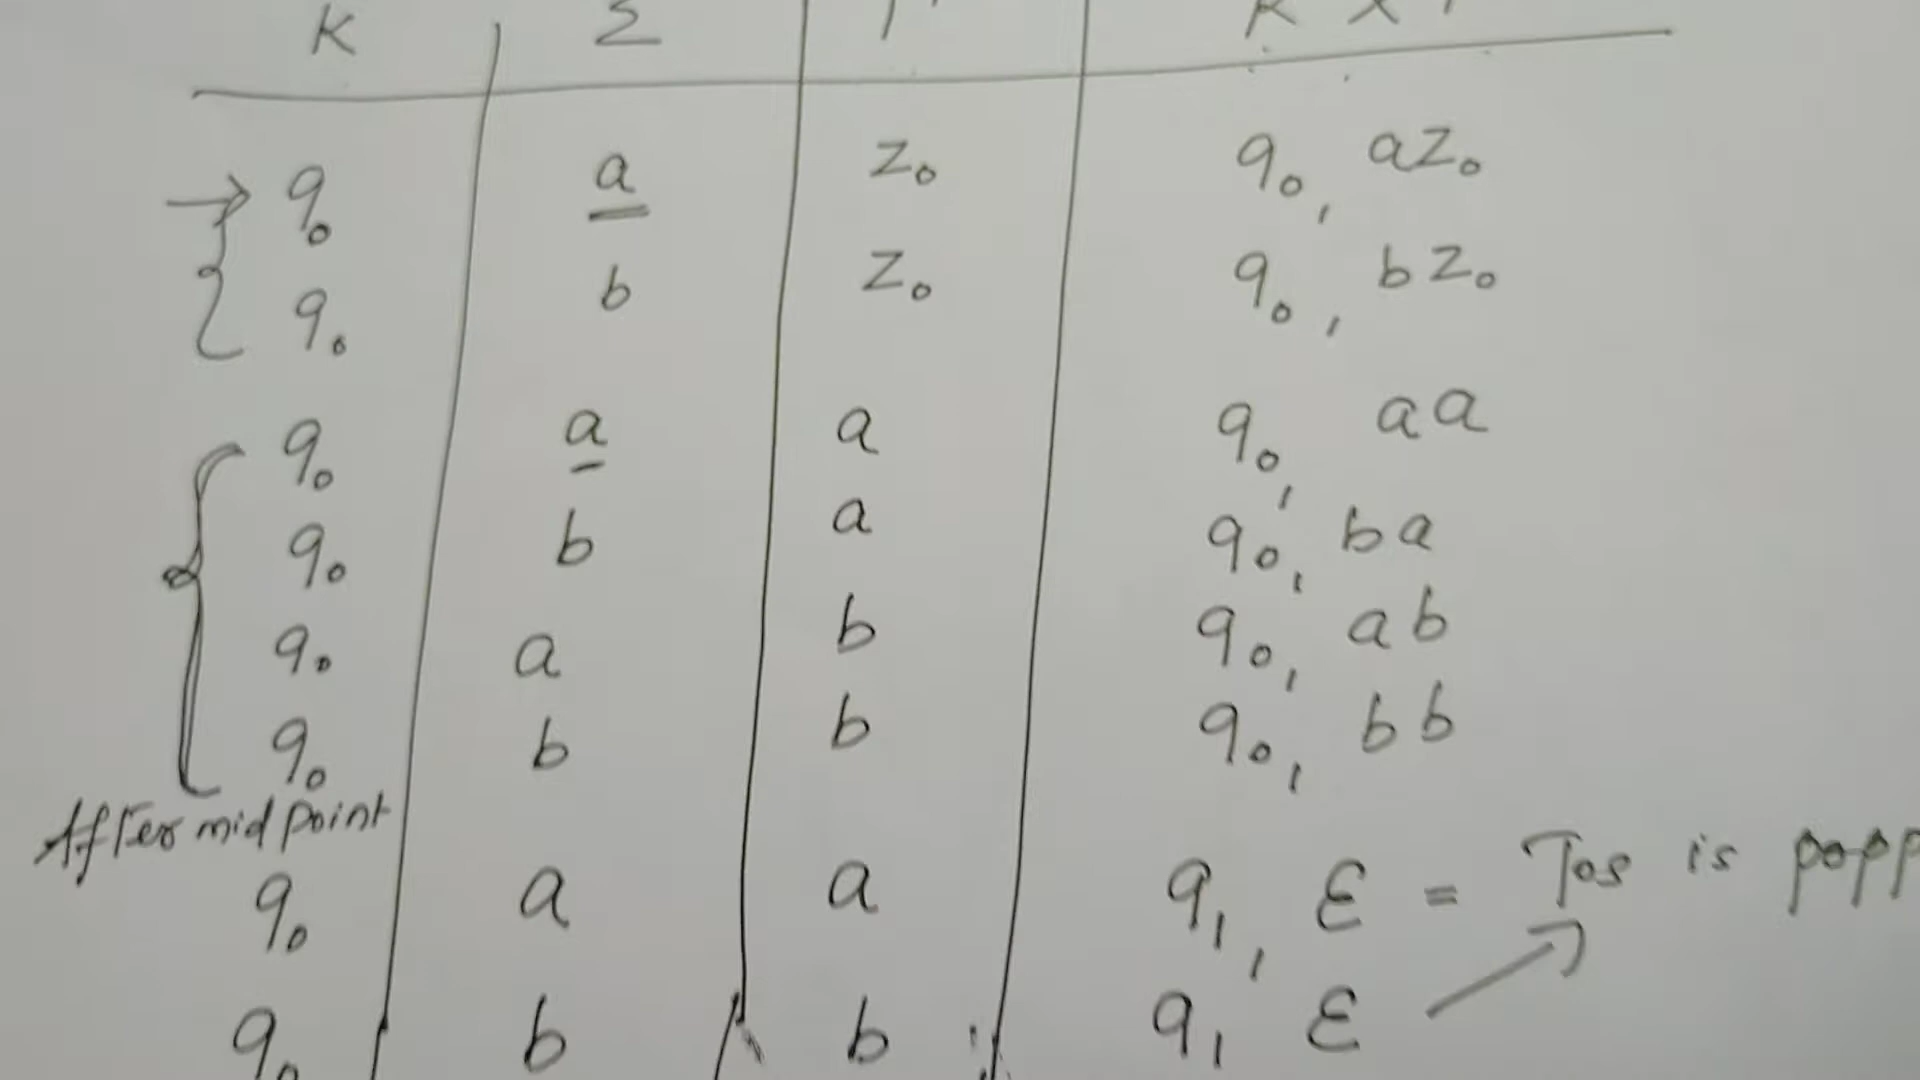 K Σ Γ K X Γ
→ q₀ a z₀ q₀, az₀
q₀ b z₀ q₀, bz₀
q₀ a a q₀, aa
q₀ b a q₀, ba
q₀ a b q₀, ab
q₀ b b q₀, bb
After mid point
q₀ a a q₁, ε = Tos is popp
q₀ b b q₁ ε